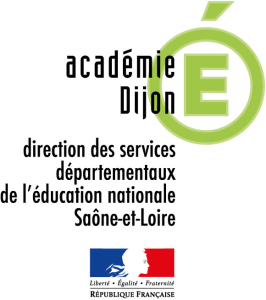 académie
Dijon
É
direction des services
départementaux
de l'éducation nationale
Saône-et-Loire
Liberté • Égalité • Fraternité
RÉPUBLIQUE FRANÇAISE